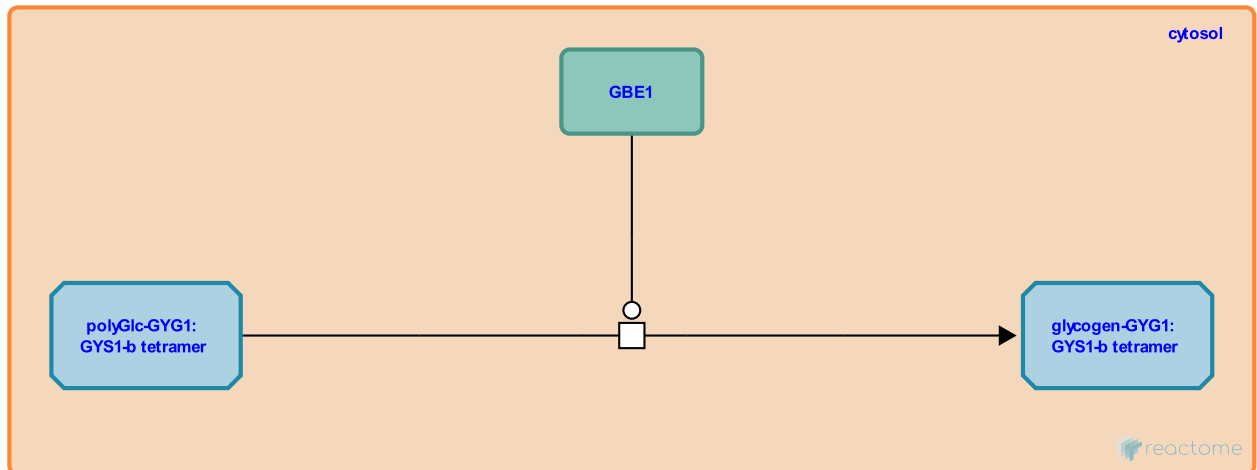 cytosol
GBE1
polyGlc-GYG1:
GYS1-b tetramer
glycogen-GYG1:
GYS1-b tetramer
reactome